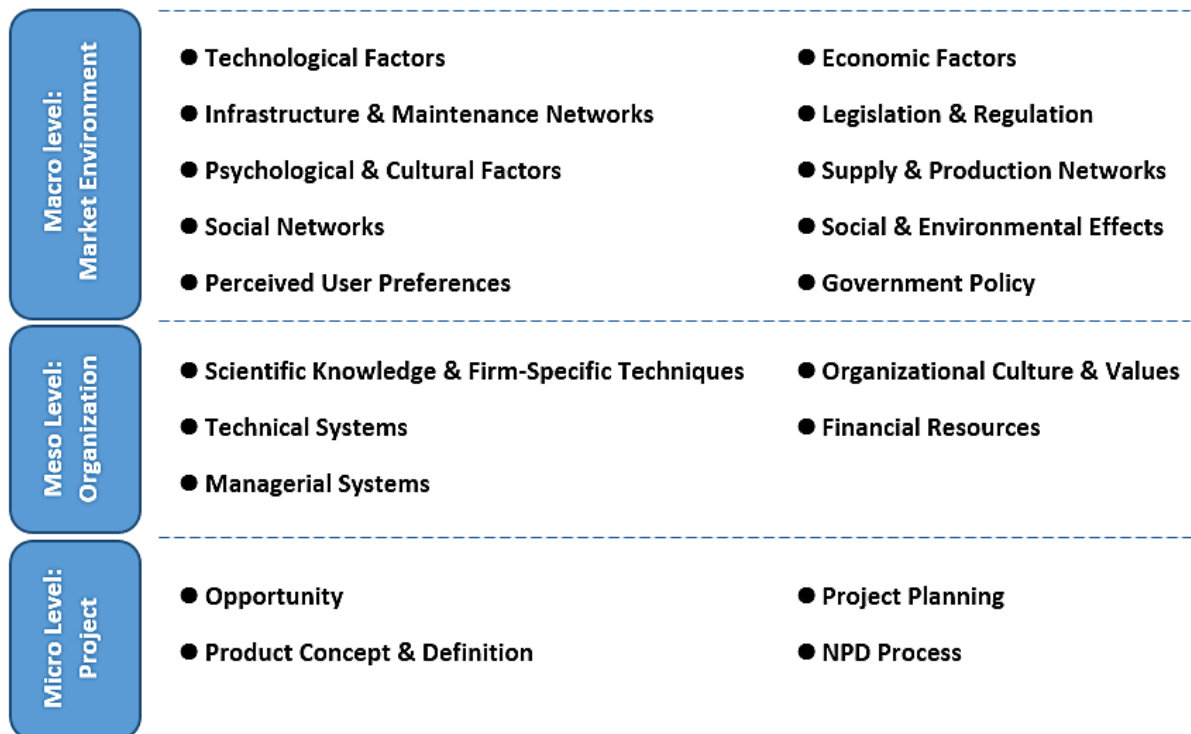 Macro level:
Market Environment
● Technological Factors
● Infrastructure & Maintenance Networks
● Psychological & Cultural Factors
● Social Networks
● Perceived User Preferences
● Economic Factors
● Legislation & Regulation
● Supply & Production Networks
● Social & Environmental Effects
● Government Policy
Meso Level:
Organization
● Scientific Knowledge & Firm-Specific Techniques
● Technical Systems
● Managerial Systems
● Organizational Culture & Values
● Financial Resources
Micro Level:
Project
● Opportunity
● Product Concept & Definition
● Project Planning
● NPD Process